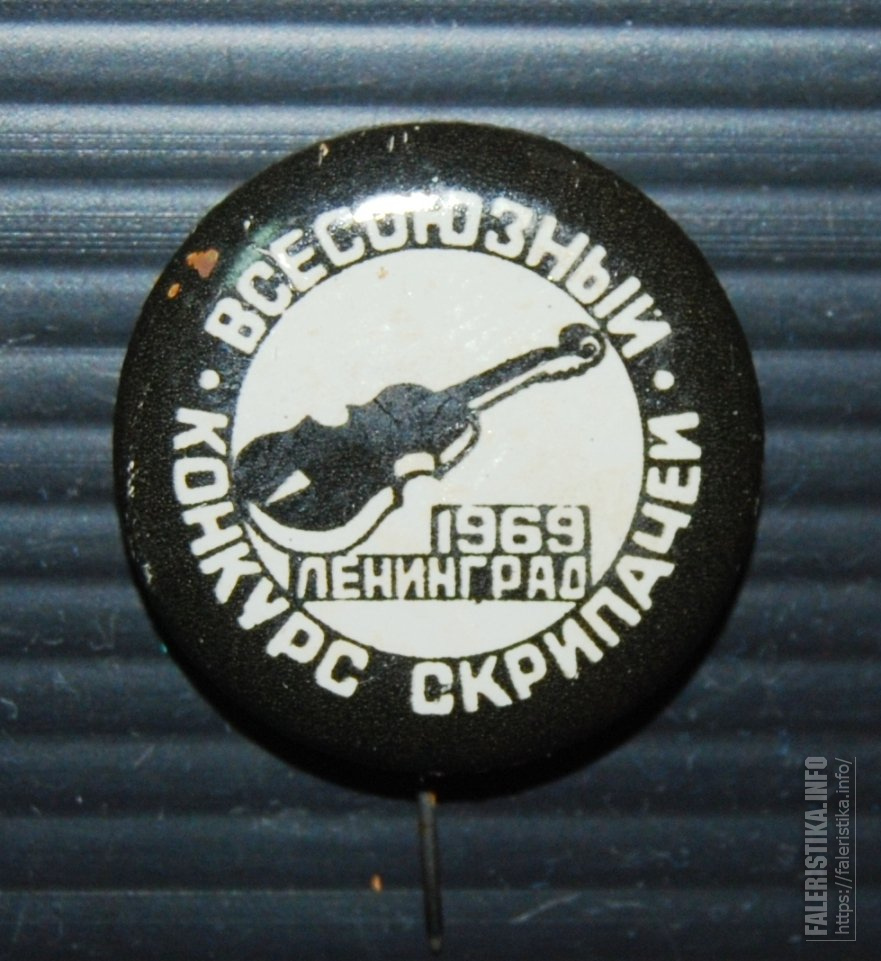 ВСЕСОЮЗНЫЙ
• КОНКУРС СКРИПАЧЕЙ •
1969
ЛЕНИНГРАД
FALERISTIKA.INFO
https://faleristika.info/